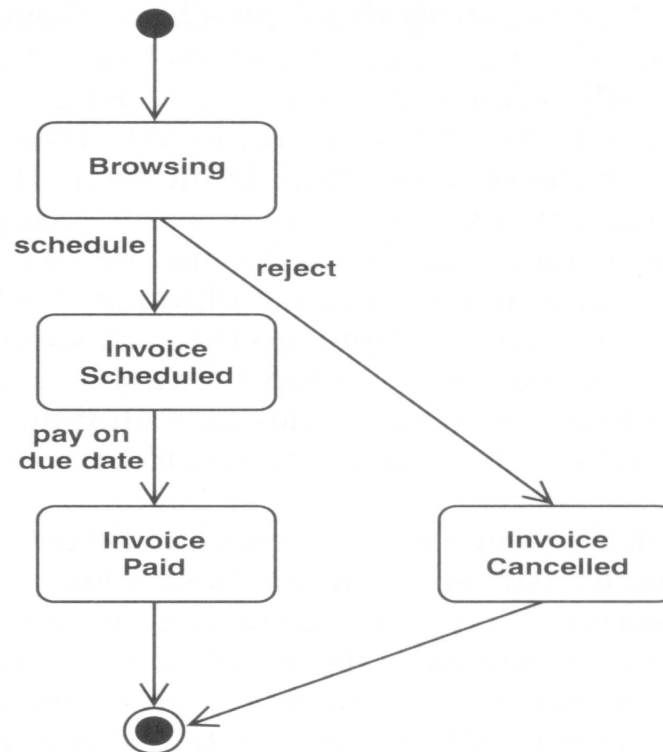 Browsing
schedule
reject
Invoice
Scheduled
pay on
due date
Invoice
Paid
Invoice
Cancelled